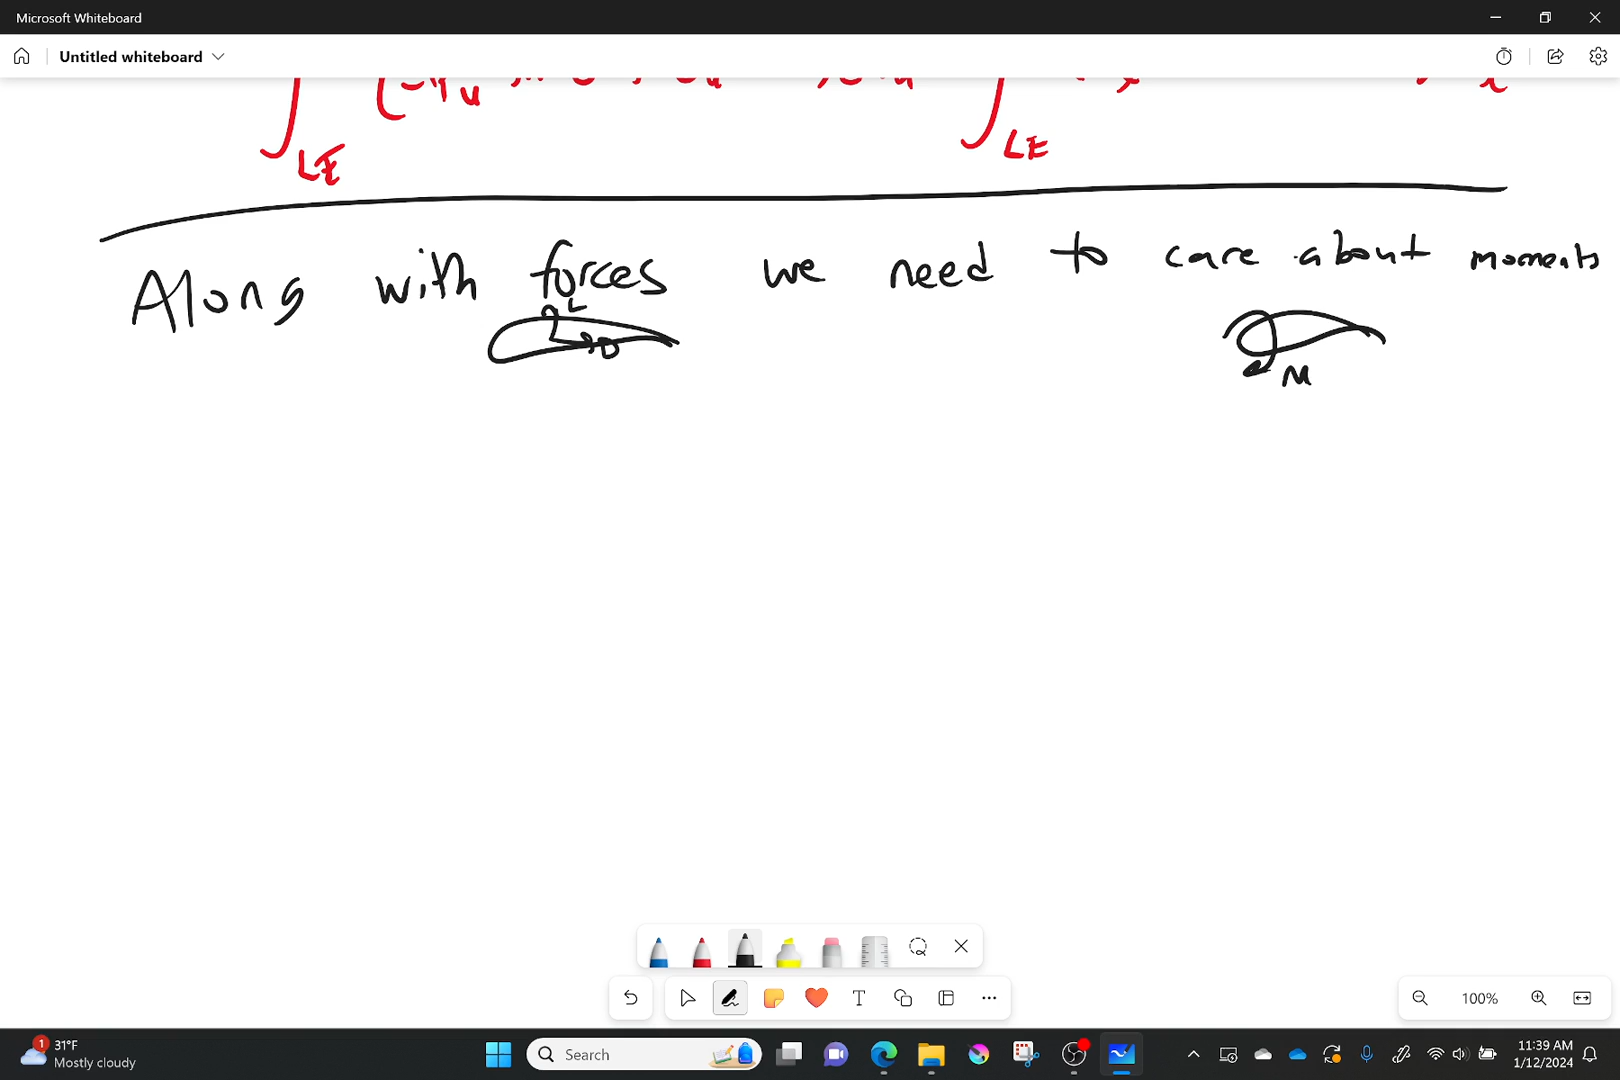 Microsoft Whiteboard
Untitled whiteboard
LE
LE
Along with forces we need to care about moments
L
D
M
100%
1
31°F
Mostly cloudy
Search
11:39 AM
1/12/2024